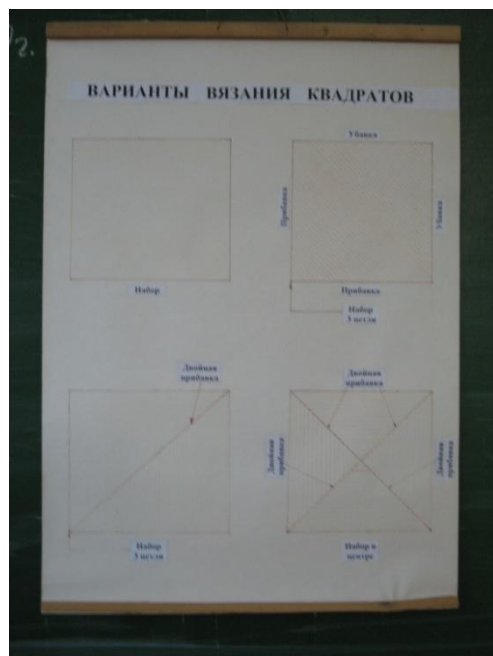 2.
ВАРИАНТЫ ВЯЗАНИЯ КВАДРАТОВ
Набор
Убавка
Прибавка
Убавка
Прибавка
Набор
3 петли
Двойная
прибавка
Набор
3 петли
Двойная
прибавка
Двойная
прибавка
Двойная
прибавка
Набор в
центре